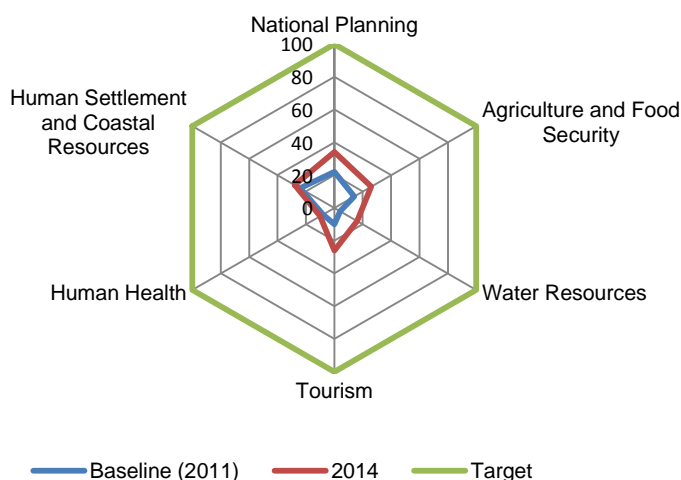 National Planning
100
80
60
40
20
0
Agriculture and Food
Security
Water Resources
Tourism
Human Health
Human Settlement
and Coastal
Resources
Baseline (2011)
2014
Target